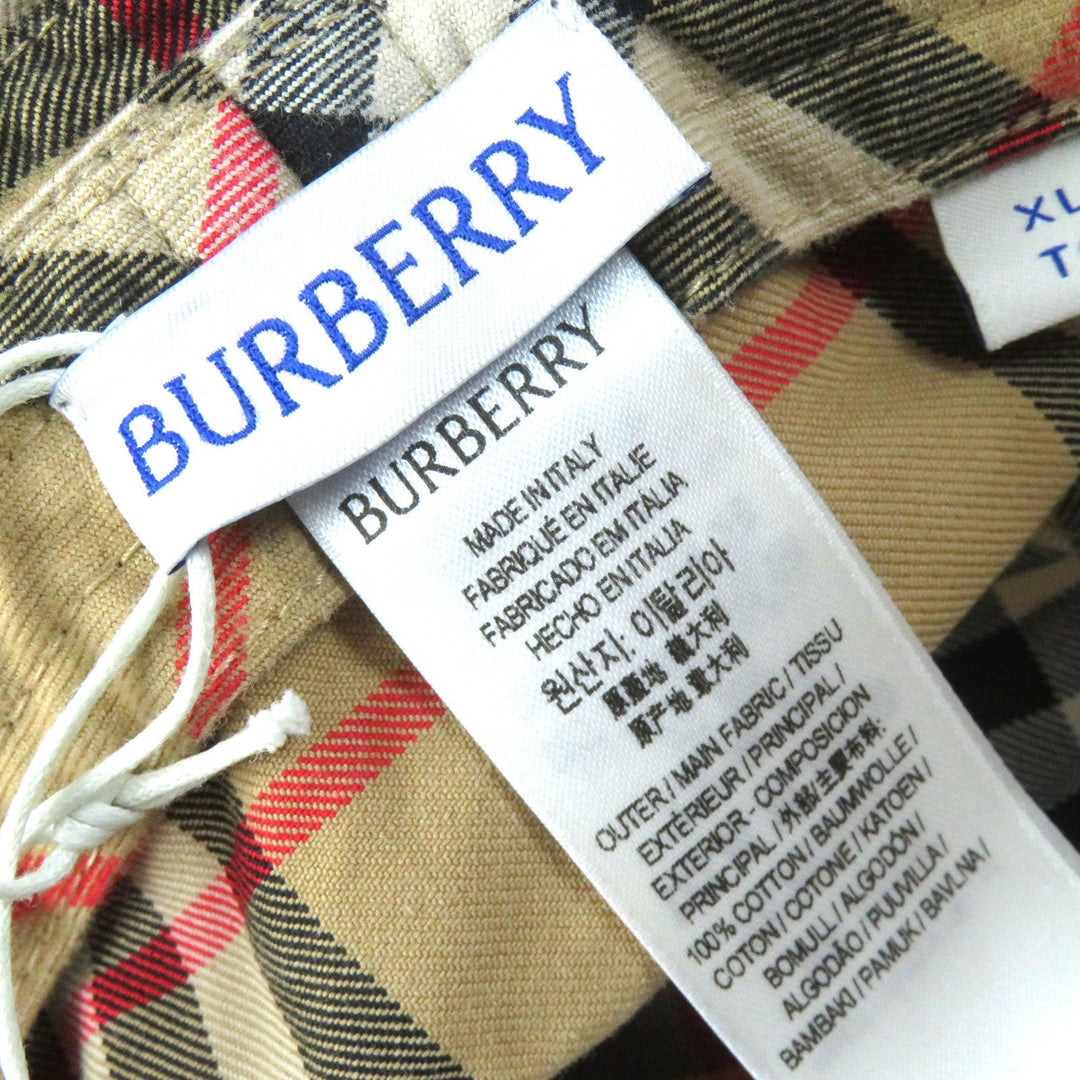 BURBERRY
XL
BURBERRY
MADE IN ITALY
FABRIQUÉ EN ITALIE
FABRICADO EM ITÁLIA
HECHO EN ITALIA
원산지: 이탈리아
原產地 義大利
原产地 意大利
OUTER / MAIN FABRIC / TISSU
EXTÉRIEUR / PRINCIPAL /
EXTERIOR - COMPOSICION
PRINCIPAL / 外部/主要布料:
100% COTTON / BAUMWOLLE /
COTON / COTONE / KATOEN /
BOMULL / ALGODÓN /
ALGODÃO / PUUVILLA /
BAMBAKI / PAMUK / BAVLNA /